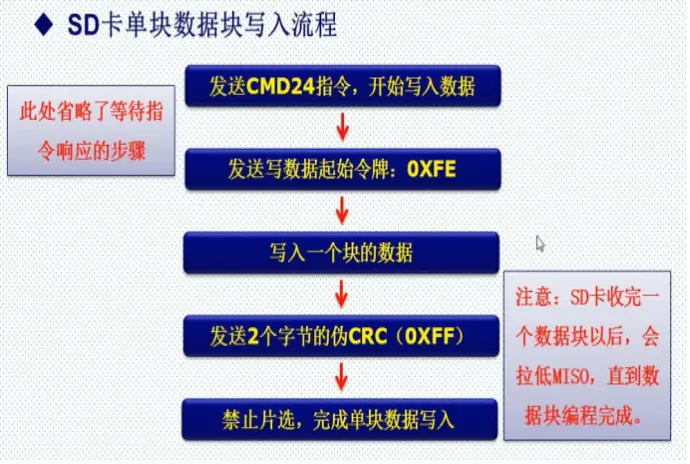 ◆ SD卡单块数据块写入流程
发送CMD24指令，开始写入数据
此处省略了等待指
令响应的步骤
发送写数据起始令牌：0XFE
写入一个块的数据
发送2个字节的伪CRC（0XFF）
注意：SD卡收完一
个数据块以后，会
拉低MISO，直到数
据块编程完成。
禁止片选，完成单块数据写入